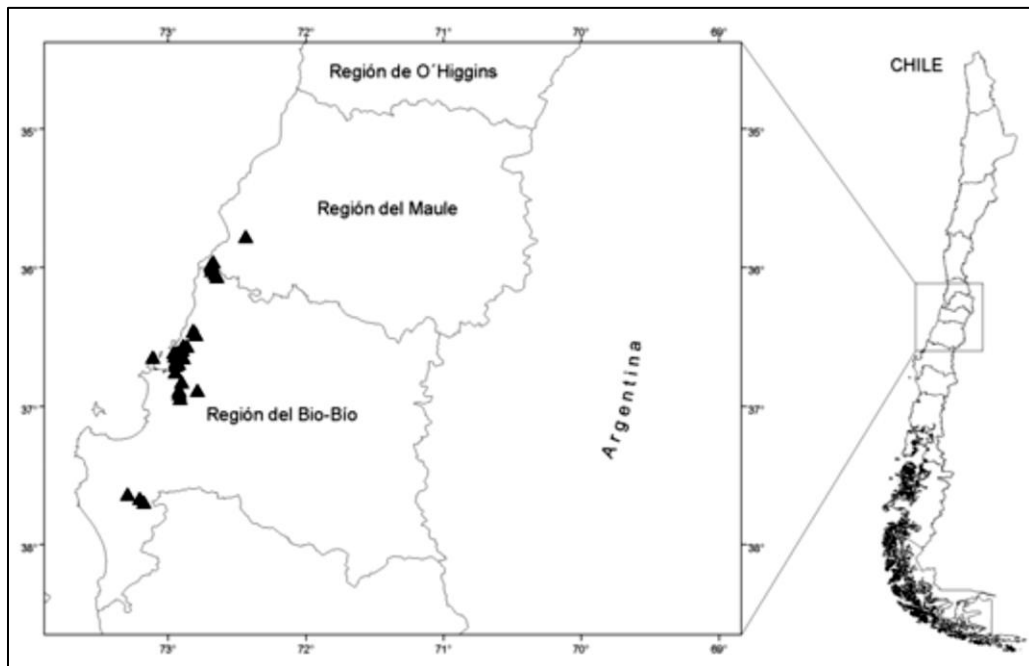 73° 72° 71° 70° 69°
CHILE
Región de O´Higgins
35° 35°
Región del Maule
36° 36°
Argentina
37° 37°
Región del Bio-Bío
38° 38°
73° 72° 71° 70° 69°